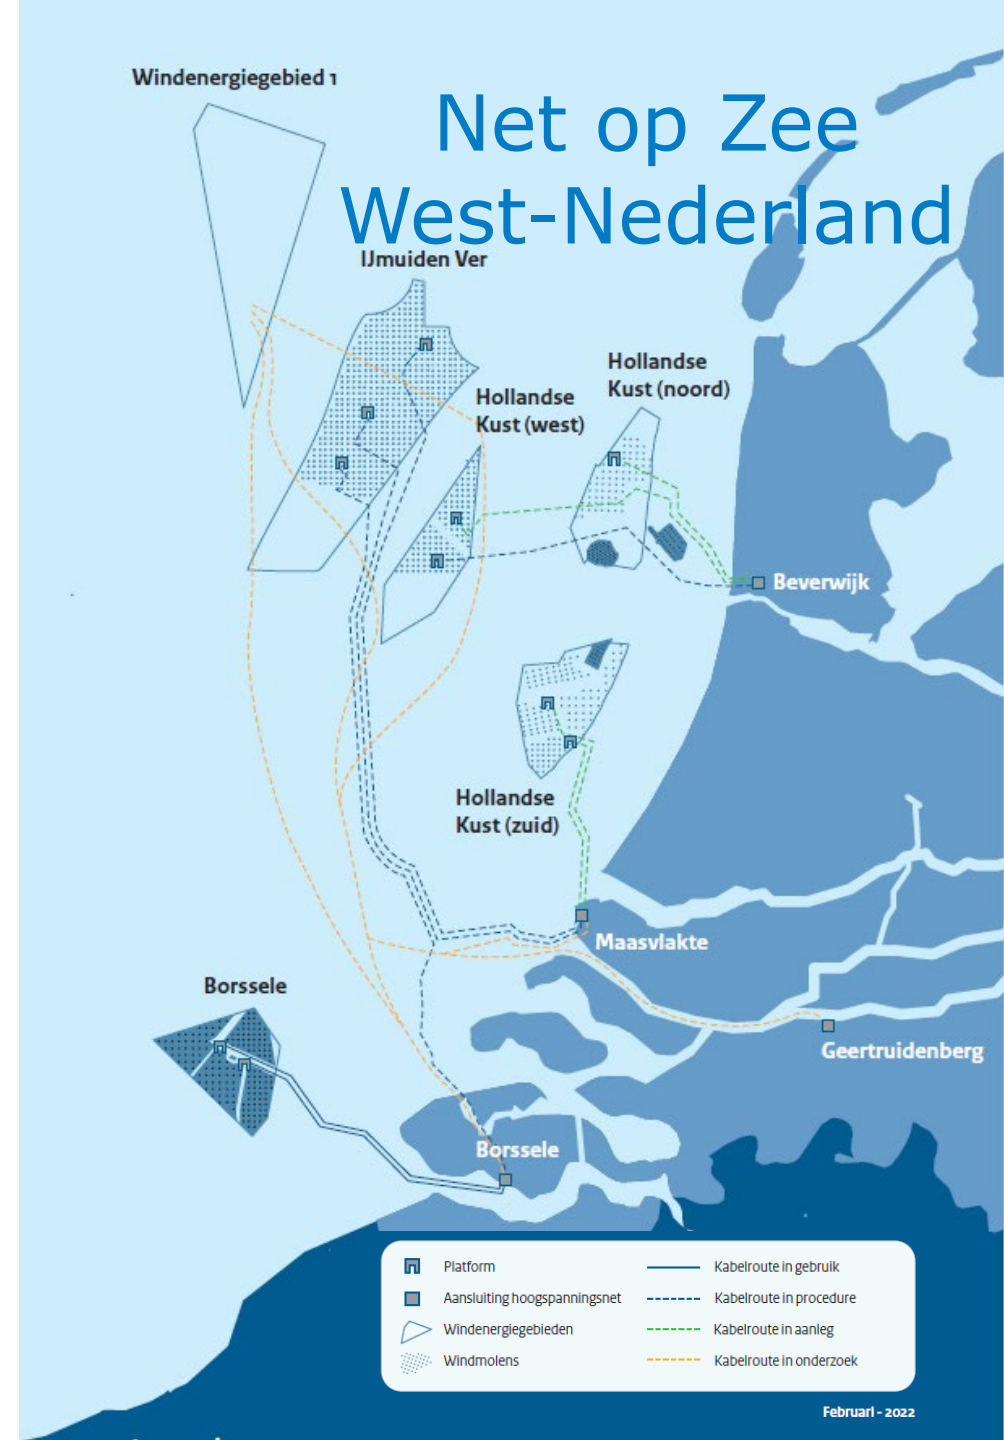 Windenergiegebied 1
Net op Zee
West-Nederland
IJmuiden Ver
Hollandse
Kust (noord)
Hollandse
Kust (west)
Beverwijk
Hollandse
Kust (zuid)
Maasvlakte
Borssele
Geertruidenberg
Borssele
Platform
Aansluiting hoogspanningsnet
Windenergiegebieden
Windmolens
Kabelroute in gebruik
Kabelroute in procedure
Kabelroute in aanleg
Kabelroute in onderzoek
Februari - 2022